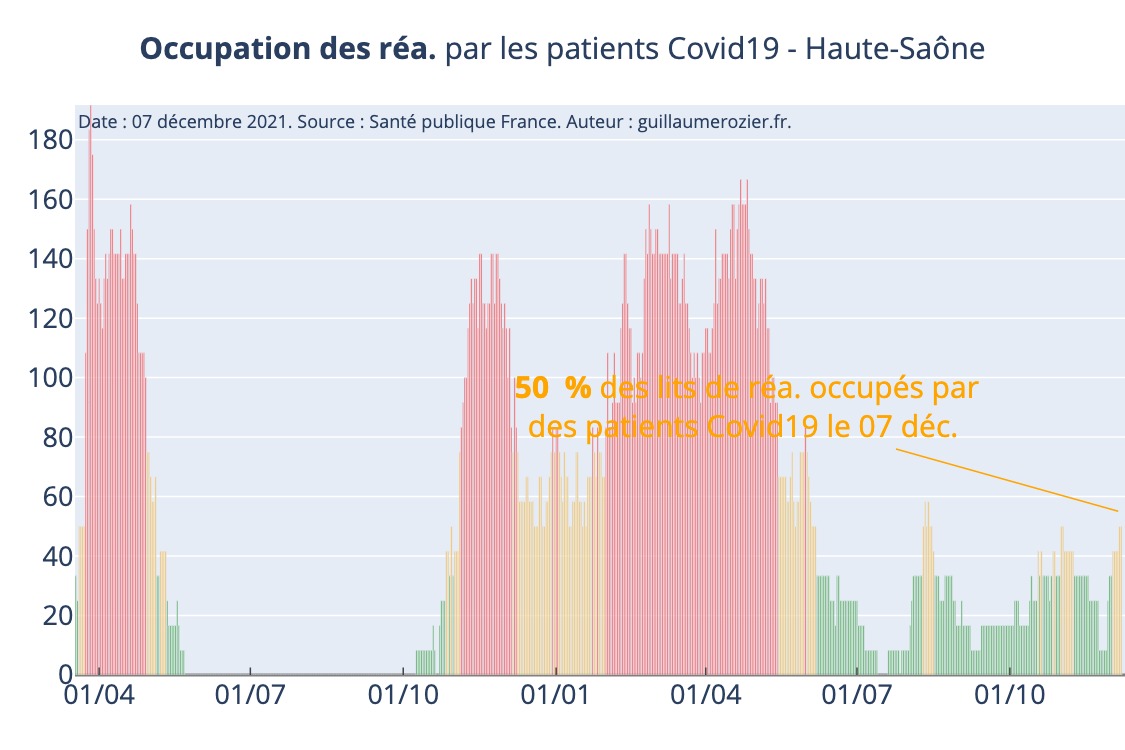 Occupation des réa. par les patients Covid19 - Haute-Saône
Date : 07 décembre 2021. Source : Santé publique France. Auteur : guillaumerozier.fr.
180
160
140
120
100
80
60
40
20
0
50 % des lits de réa. occupés par
des patients Covid19 le 07 déc.
01/04 01/07 01/10 01/01 01/04 01/07 01/10